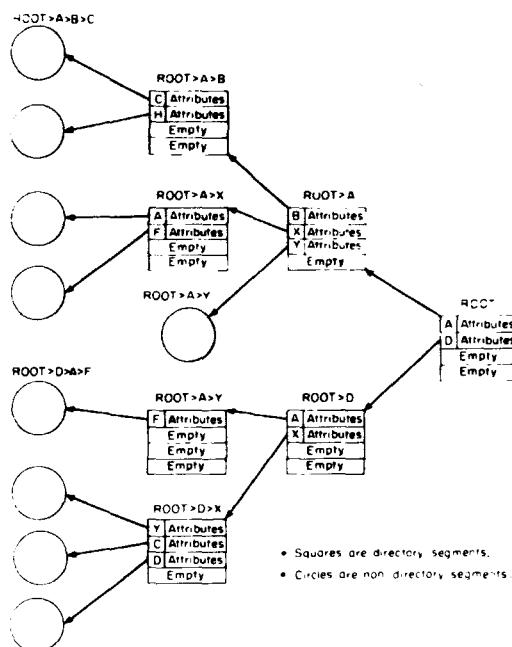 ROOT>A>B>C
ROOT>A>B
C Attributes
H Attributes
Empty
Empty
ROOT>A>X
A Attributes
F Attributes
Empty
Empty
ROOT>A
B Attributes
X Attributes
Y Attributes
Empty
ROOT>A>Y
ROOT
A Attributes
D Attributes
Empty
Empty
ROOT>D>A>F
ROOT>A>Y
F Attributes
Empty
Empty
Empty
ROOT>D
A Attributes
X Attributes
Empty
Empty
ROOT>D>X
Y Attributes
C Attributes
D Attributes
Empty
• Squares are directory segments.
• Circles are non directory segments.